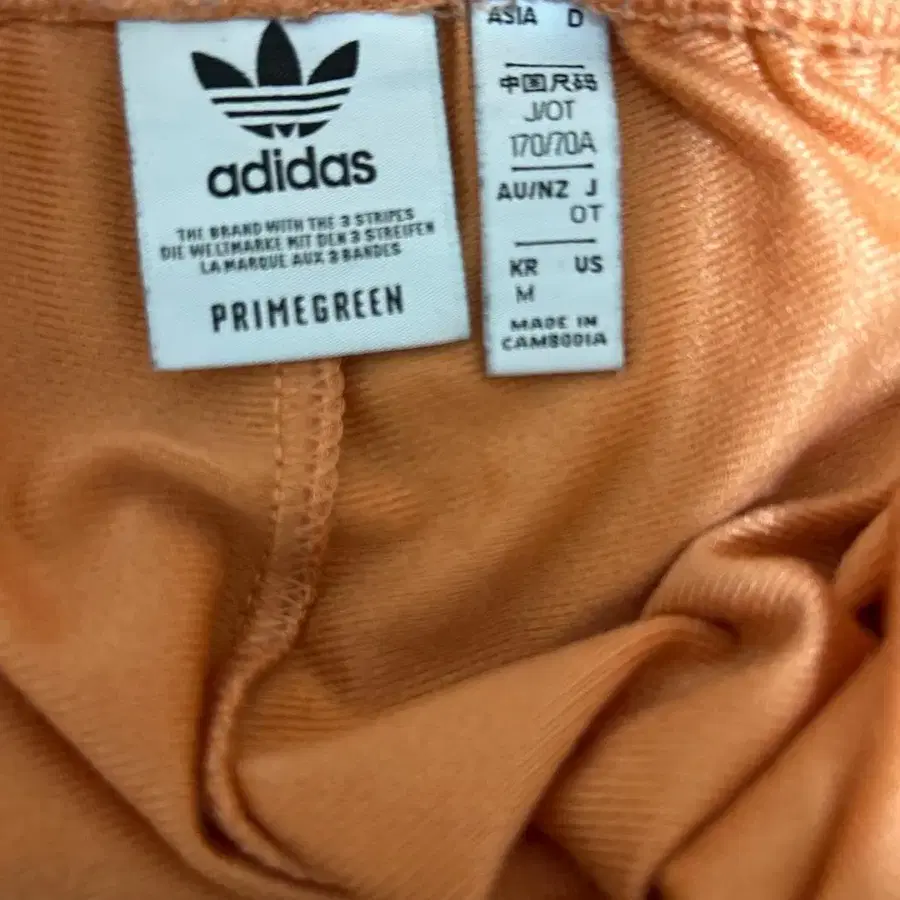 adidas
THE BRAND WITH THE 3 STRIPES
DIE WELTMARKE MIT DEN 3 STREIFEN
LA MARQUE AUX 3 BANDES
PRIMEGREEN
ASIA D
中国尺码
J/OT
170/70A
AU/NZ J
OT
KR US
M
MADE IN
CAMBODIA